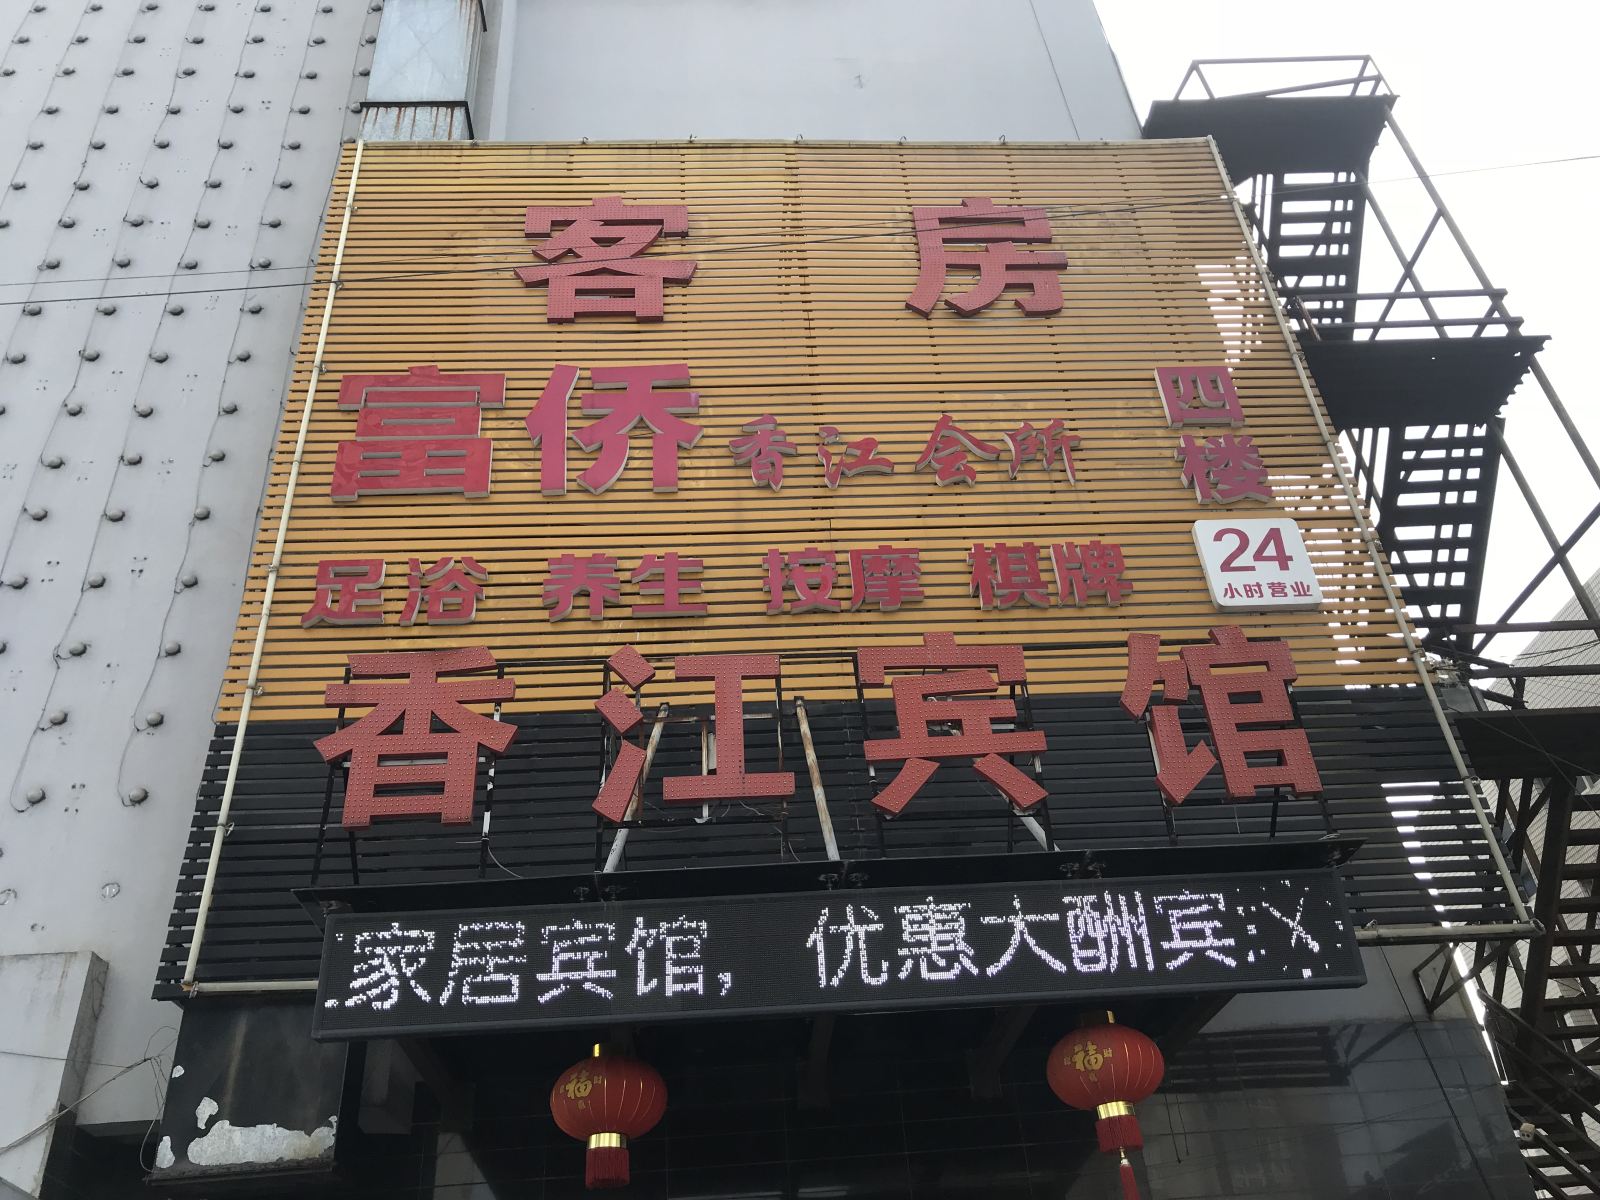 客房
富侨 香江会所 四楼
足浴 养生 按摩 棋牌
24
小时营业
香江宾馆
家居宾馆，优惠大酬宾
福
福